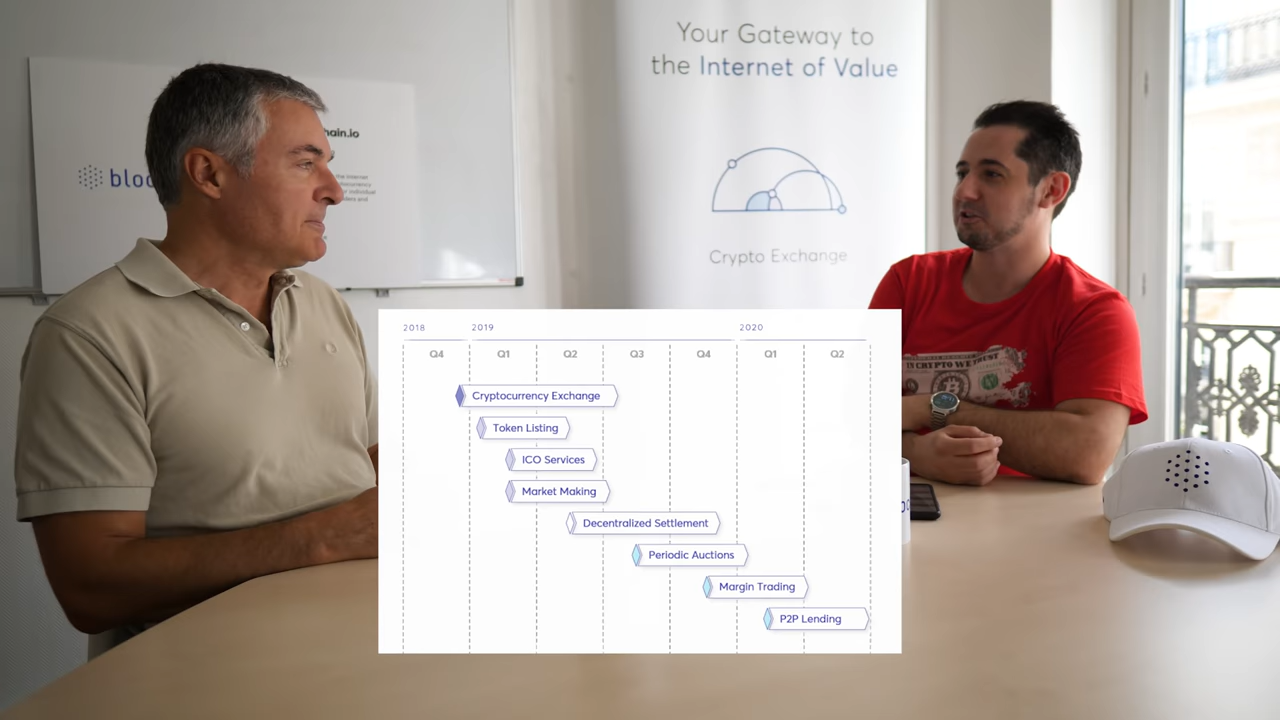 Your Gateway to
the Internet of Value
Crypto Exchange
hain.io
bloc
2018
2019
2020
Q4
Q1
Q2
Q3
Q4
Q1
Q2
Cryptocurrency Exchange
Token Listing
ICO Services
Market Making
Decentralized Settlement
Periodic Auctions
Margin Trading
P2P Lending
IN CRYPTO WE TRUST